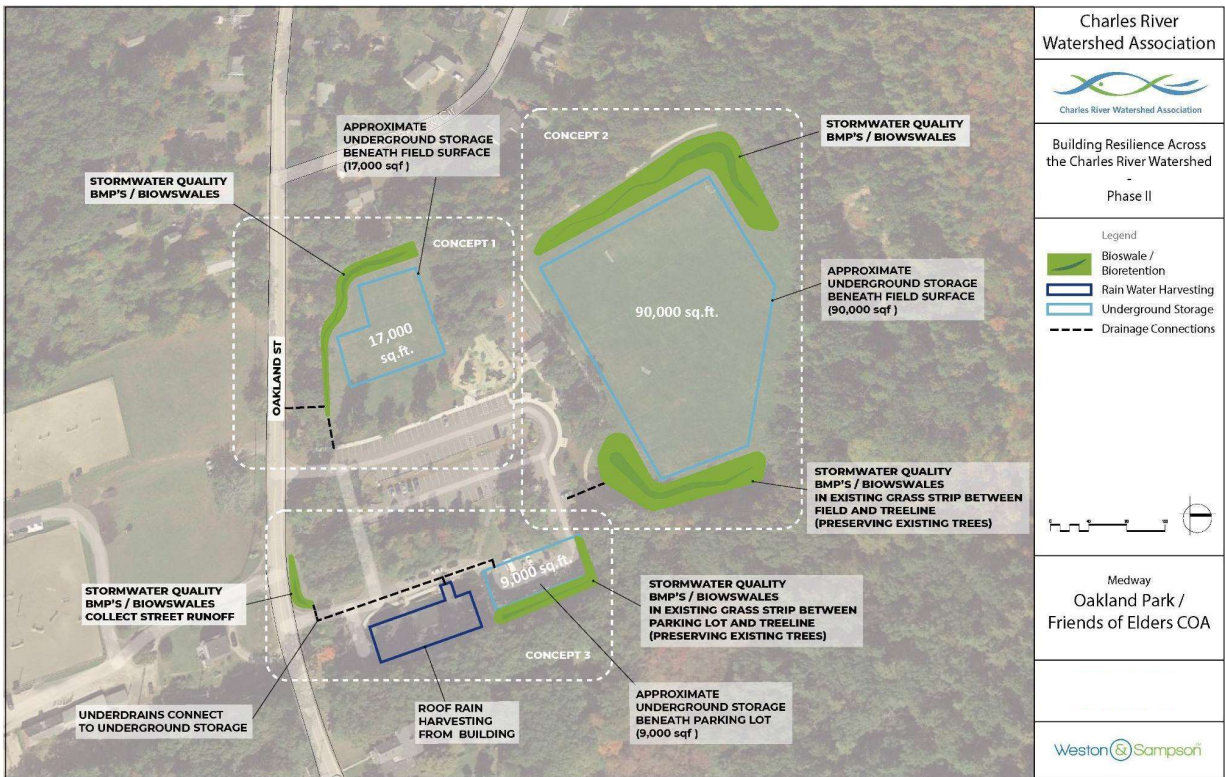 CONCEPT 2
STORMWATER QUALITY
BMP'S / BIOWSWALES
APPROXIMATE
UNDERGROUND STORAGE
BENEATH FIELD SURFACE
(17,000 sqf )
STORMWATER QUALITY
BMP'S / BIOWSWALES
CONCEPT 1
17,000
sq.ft.
90,000 sq.ft.
APPROXIMATE
UNDERGROUND STORAGE
BENEATH FIELD SURFACE
(90,000 sqf )
OAKLAND ST
STORMWATER QUALITY
BMP'S / BIOWSWALES
IN EXISTING GRASS STRIP BETWEEN
FIELD AND TREELINE
(PRESERVING EXISTING TREES)
9,000 sq.ft.
STORMWATER QUALITY
BMP'S / BIOWSWALES
COLLECT STREET RUNOFF
STORMWATER QUALITY
BMP'S / BIOWSWALES
IN EXISTING GRASS STRIP BETWEEN
PARKING LOT AND TREELINE
(PRESERVING EXISTING TREES)
CONCEPT 3
UNDERDRAINS CONNECT
TO UNDERGROUND STORAGE
ROOF RAIN
HARVESTING
FROM BUILDING
APPROXIMATE
UNDERGROUND STORAGE
BENEATH PARKING LOT
(9,000 sqf )
Charles River
Watershed Association
Charles River Watershed Association
Building Resilience Across
the Charles River Watershed
-
Phase II
Legend
Bioswale /
Bioretention
Rain Water Harvesting
Underground Storage
Drainage Connections
Medway
Oakland Park /
Friends of Elders COA
Weston & Sampson